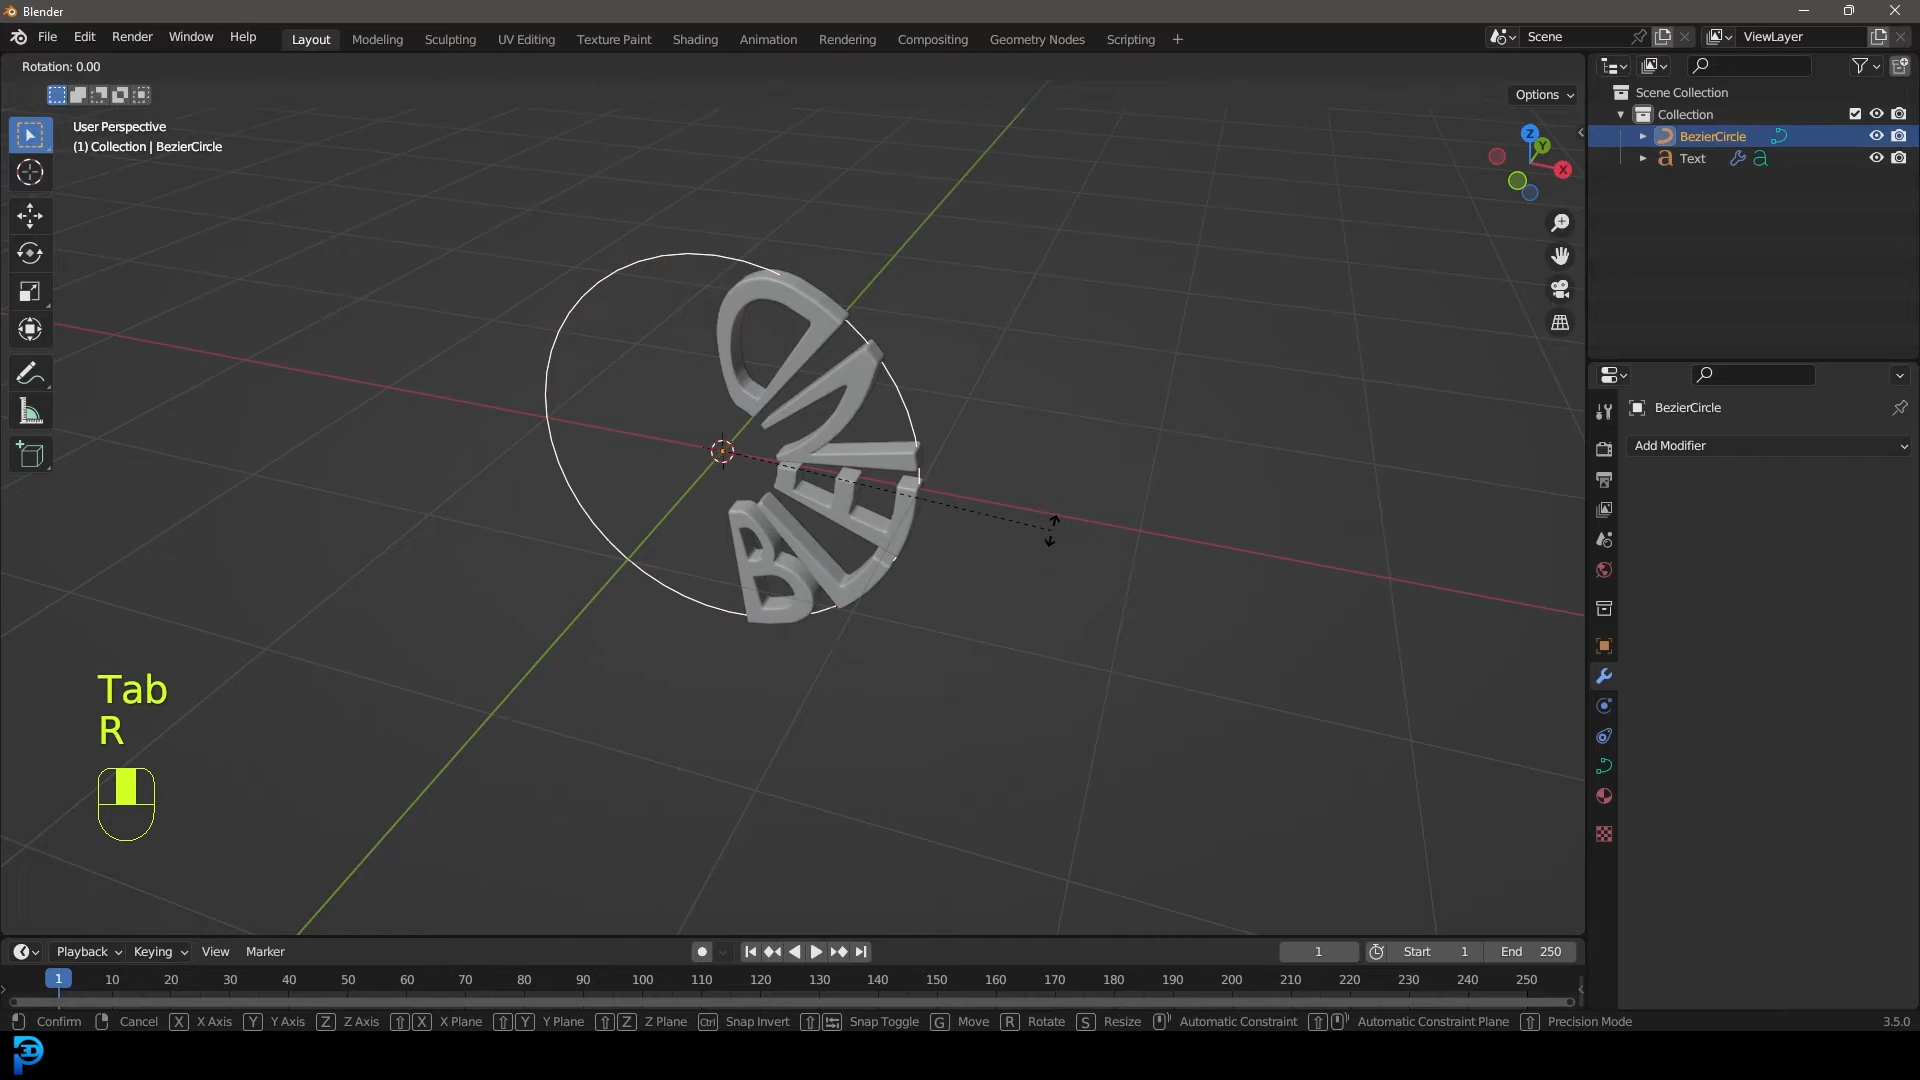 Blender
File Edit Render Window Help Layout Modeling Sculpting UV Editing Texture Paint Shading Animation Rendering Compositing Geometry Nodes Scripting + Scene ViewLayer
Rotation: 0.00
Options
User Perspective
(1) Collection | BezierCircle
Z
Y
X
Scene Collection
Collection
BezierCircle
Text
BezierCircle
Add Modifier
Tab
R
Playback Keying View Marker 1 Start 1 End 250
1 10 20 30 40 50 60 70 80 90 100 110 120 130 140 150 160 170 180 190 200 210 220 230 240 250
Confirm Cancel X X Axis Y Y Axis Z Z Axis X X Plane Y Y Plane Z Z Plane Ctrl Snap Invert Snap Toggle G Move R Rotate S Resize Automatic Constraint Automatic Constraint Plane Precision Mode 3.5.0